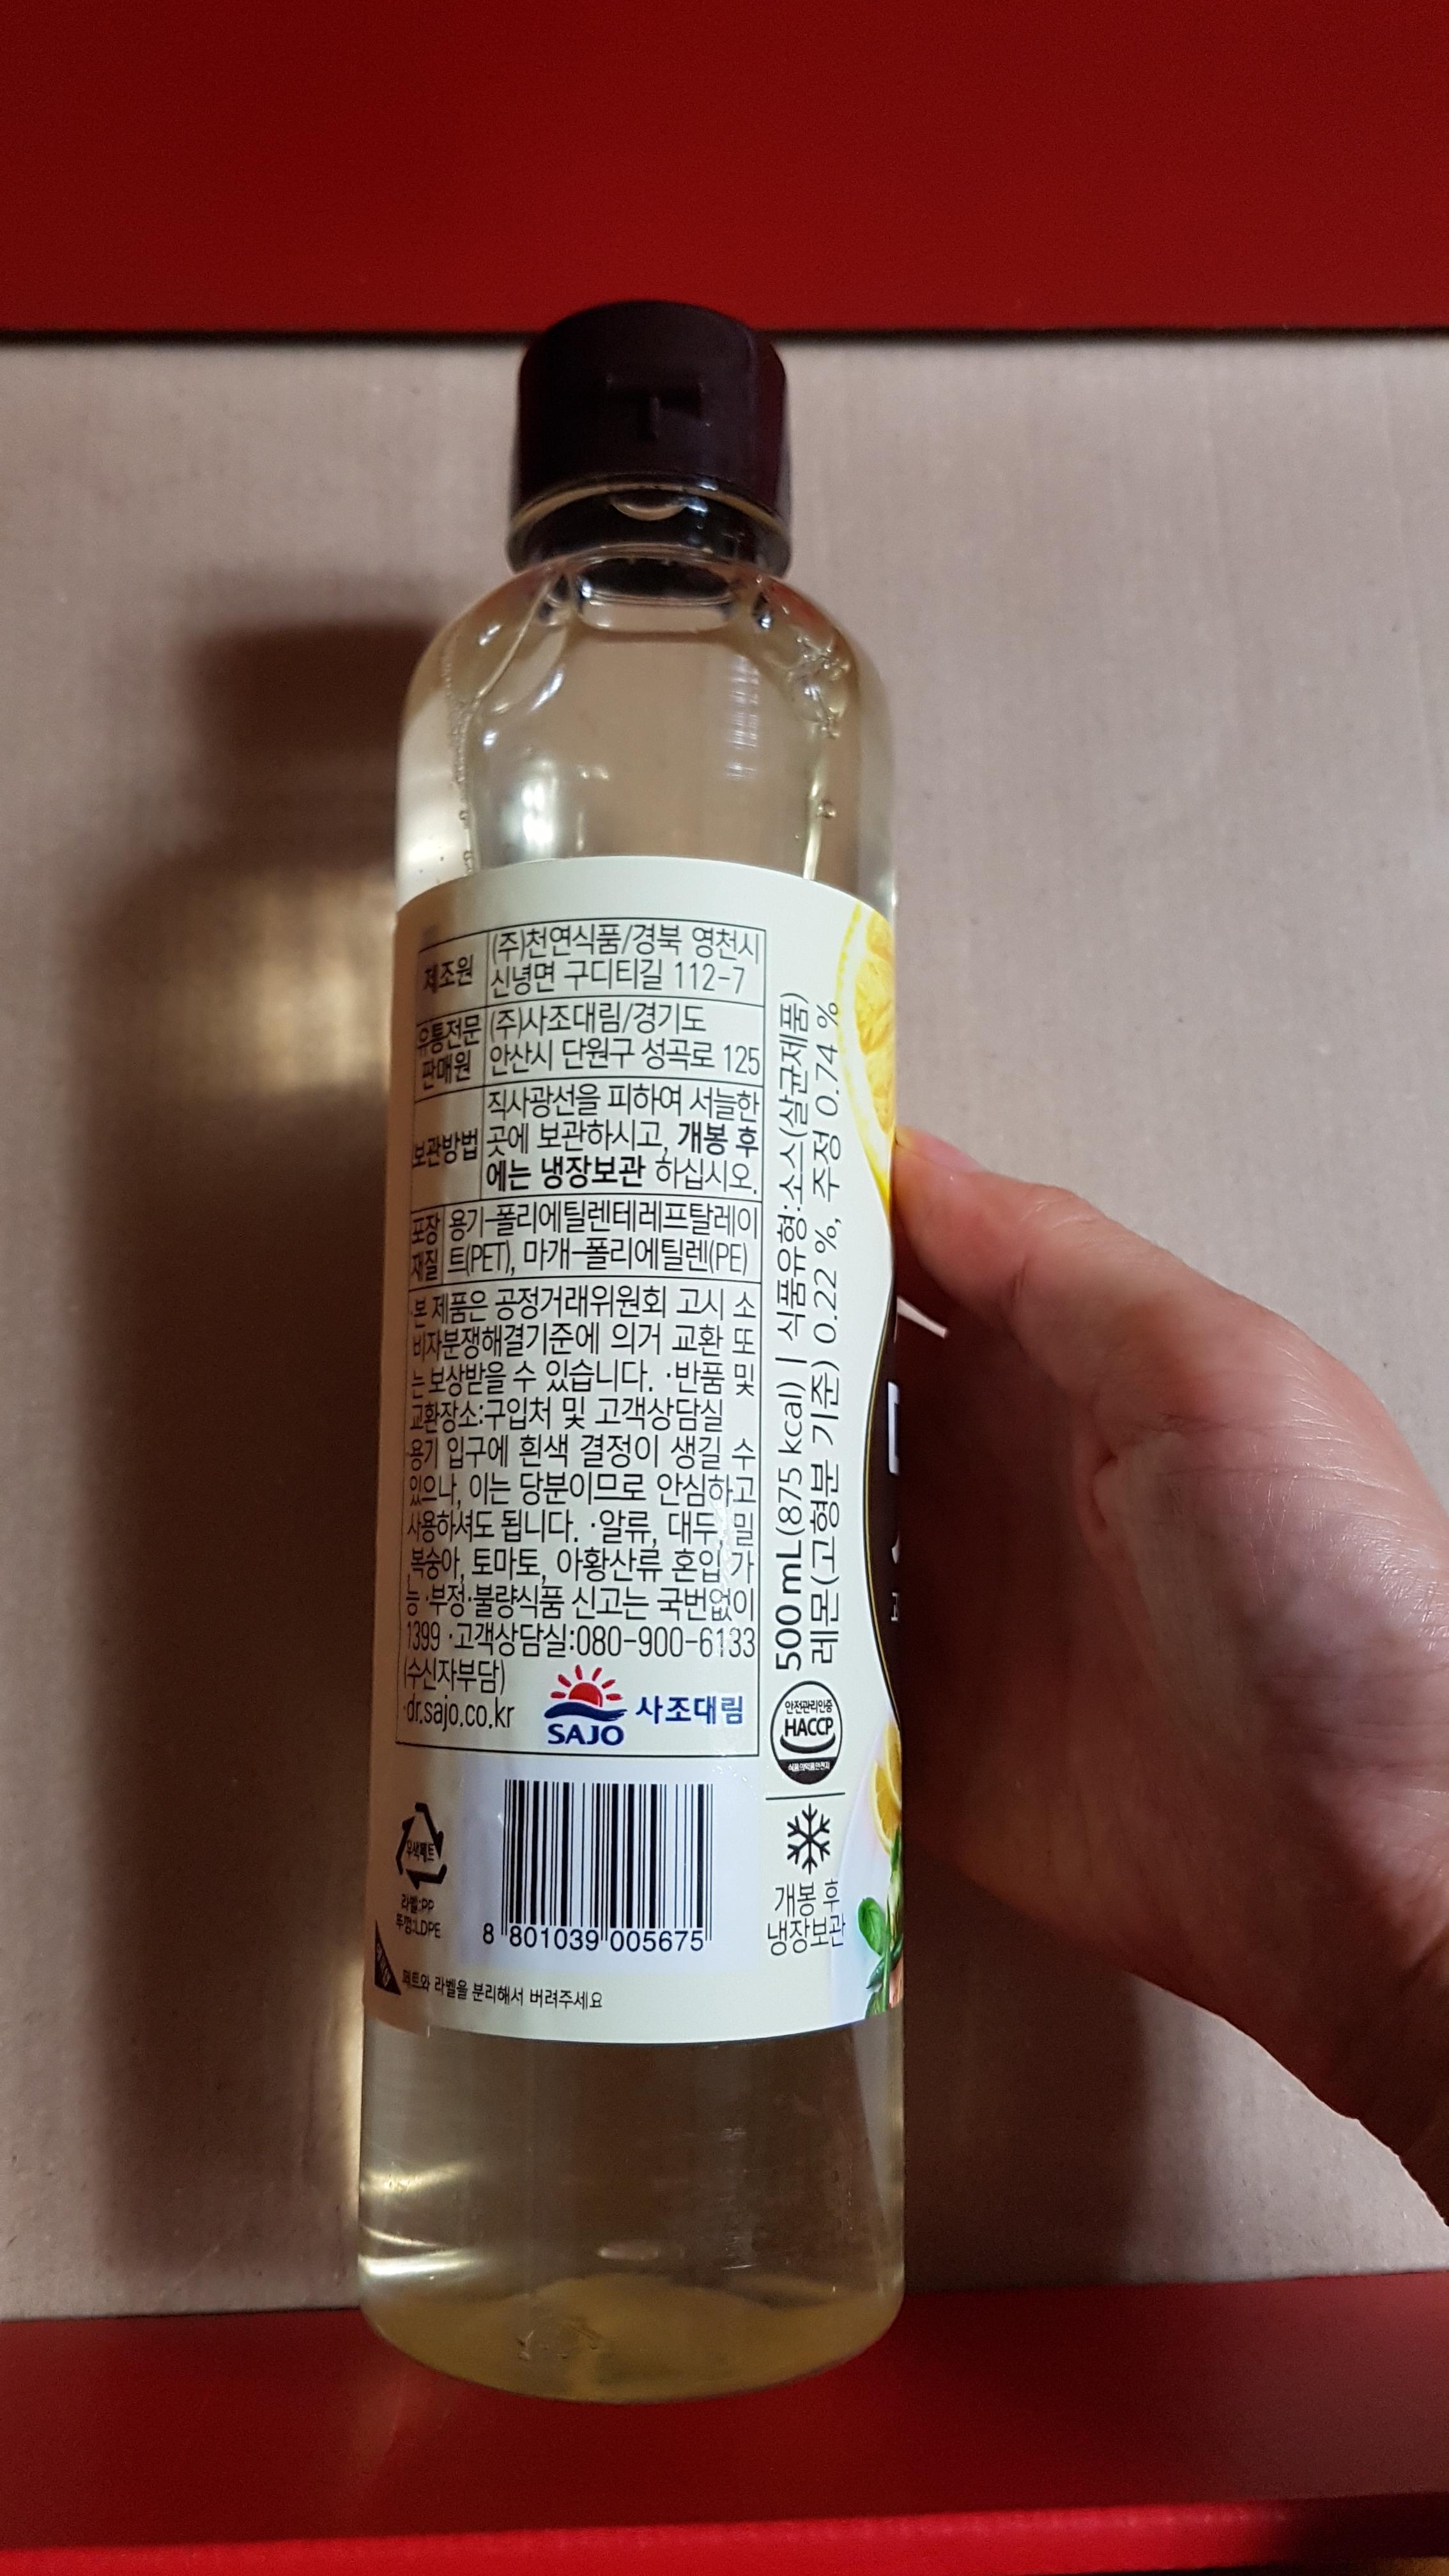 제조원
(주)천연식품/경북 영천시
신녕면 구디티길 112-7
유통전문
판매원
(주)사조대림/경기도
안산시 단원구 성곡로 125
보관방법
직사광선을 피하여 서늘한
곳에 보관하시고, 개봉 후
에는 냉장보관 하십시오.
포장
재질
용기-폴리에틸렌테레프탈레이
트(PET), 마개-폴리에틸렌(PE)
·본 제품은 공정거래위원회 고시 소
비자분쟁해결기준에 의거 교환 또
는 보상받을 수 있습니다. ·반품 및
교환장소:구입처 및 고객상담실
·용기 입구에 흰색 결정이 생길 수
있으나, 이는 당분이므로 안심하고
사용하셔도 됩니다. ·알류, 대두, 밀
, 복숭아, 토마토, 아황산류 혼입 가
능 ·부정·불량식품 신고는 국번없이
1399 ·고객상담실:080-900-6133
(수신자부담)
·dr.sajo.co.kr
SAJO
사조대림
500 mL(875 kcal) | 식품유형:소스(살균제품)
레몬(고형분 기준) 0.22 %, 주정 0.74 %
안전관리인증
HACCP
개봉 후
냉장보관
무색페트
라벨:PP
뚜껑:LDPE
8 801039 005675
페트와 라벨을 분리해서 버려주세요